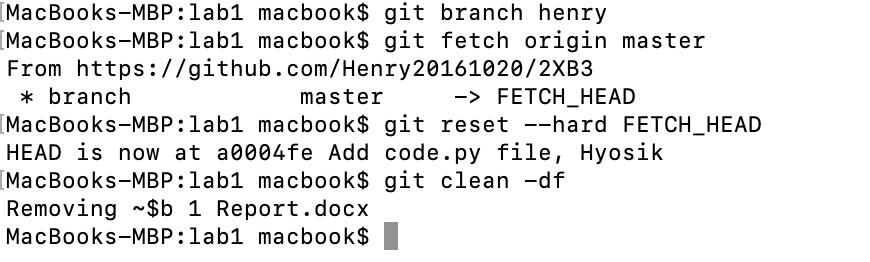 MacBooks-MBP:lab1 macbook$ git branch henry
MacBooks-MBP:lab1 macbook$ git fetch origin master
From https://github.com/Henry20161020/2XB3
 * branch            master     -> FETCH_HEAD
MacBooks-MBP:lab1 macbook$ git reset --hard FETCH_HEAD
HEAD is now at a0004fe Add code.py file, Hyosik
MacBooks-MBP:lab1 macbook$ git clean -df
Removing ~$b 1 Report.docx
MacBooks-MBP:lab1 macbook$